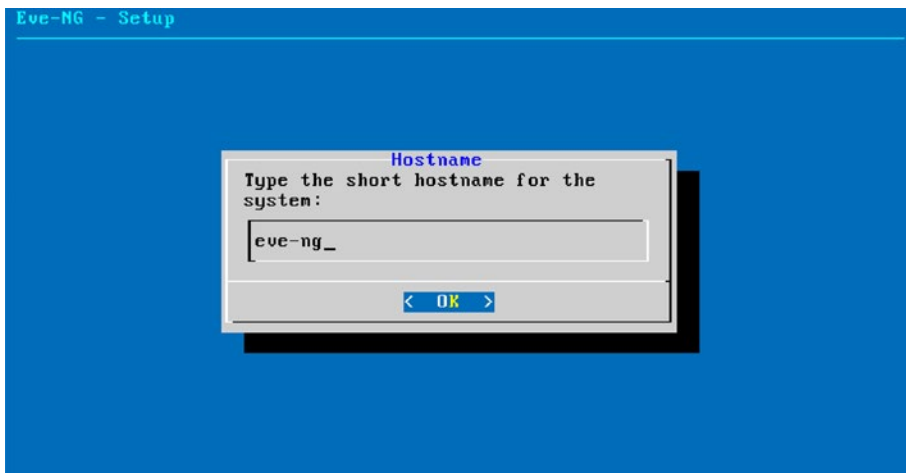 Eve-NG - Setup
Hostname
Type the short hostname for the
system:
eve-ng_
< OK >